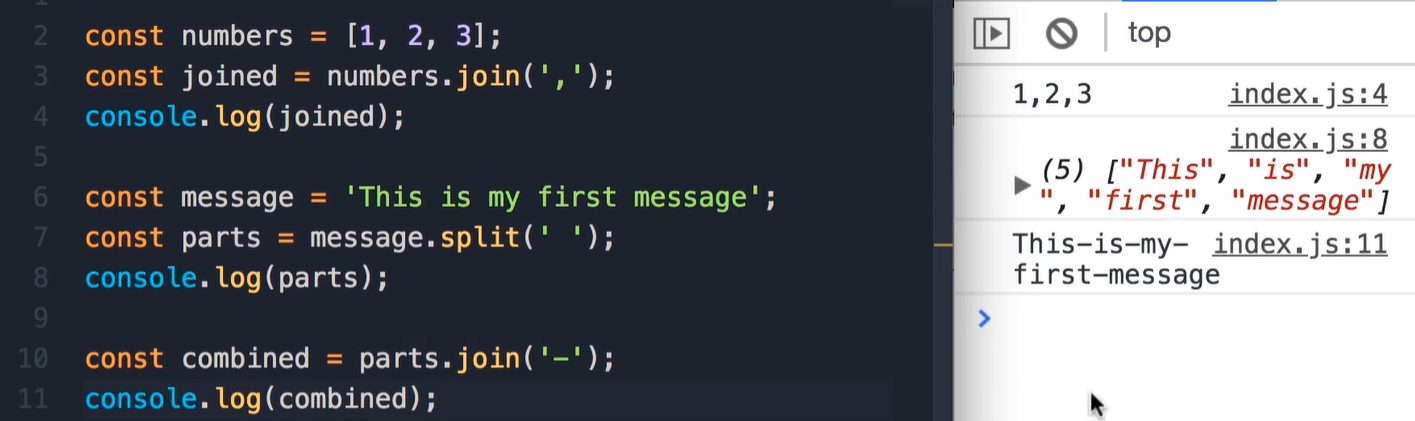 2 const numbers = [1, 2, 3];
3 const joined = numbers.join(',');
4 console.log(joined);
5
6 const message = 'This is my first message';
7 const parts = message.split(' ');
8 console.log(parts);
9
10 const combined = parts.join('-');
11 console.log(combined);
top
1,2,3 index.js:4
index.js:8
(5) ["This", "is", "my
", "first", "message"]
This-is-my- index.js:11
first-message